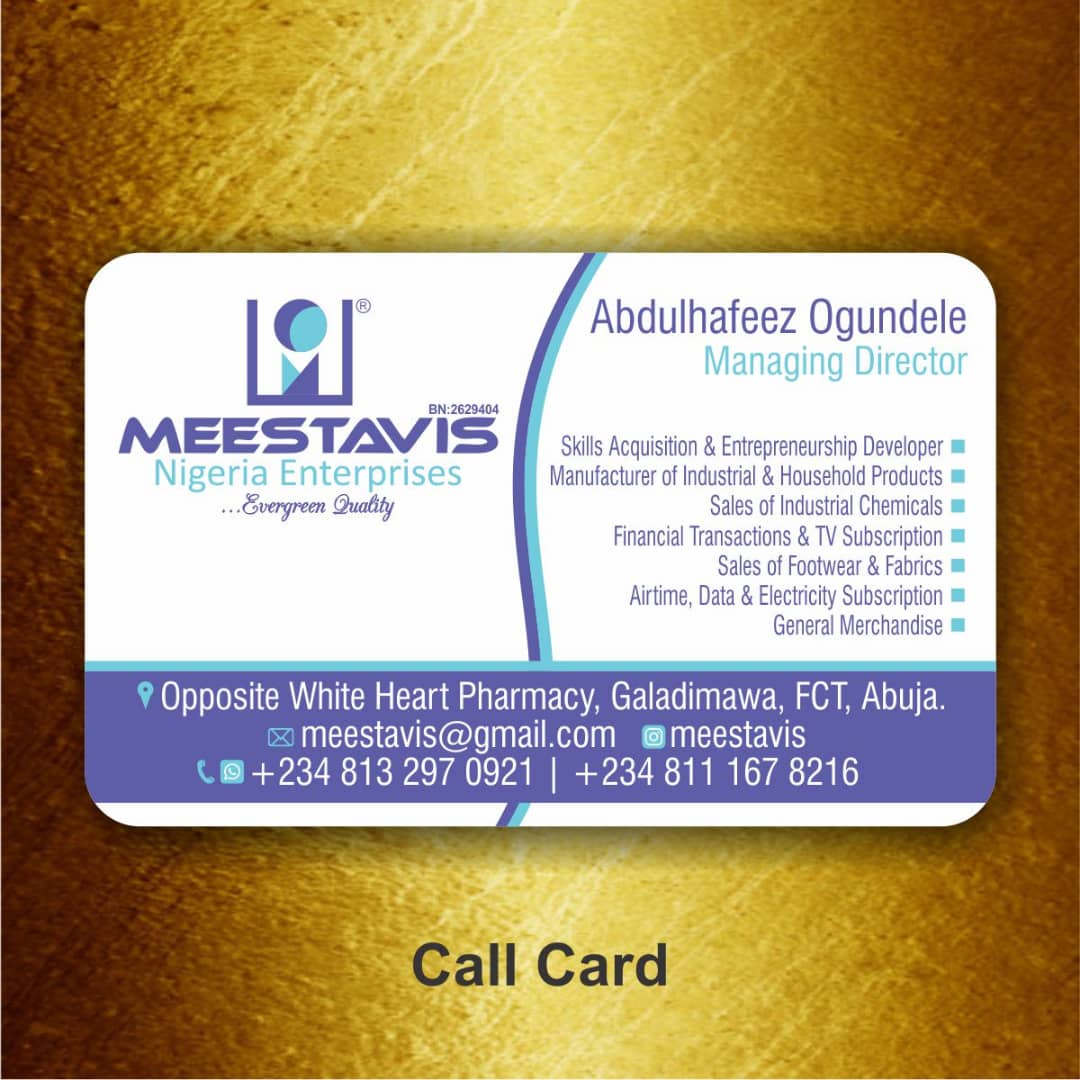 ®
BN:2629404
MEESTAVIS
Nigeria Enterprises
...Evergreen Quality
Abdulhafeez Ogundele
Managing Director
Skills Acquisition & Entrepreneurship Developer
Manufacturer of Industrial & Household Products
Sales of Industrial Chemicals
Financial Transactions & TV Subscription
Sales of Footwear & Fabrics
Airtime, Data & Electricity Subscription
General Merchandise
Opposite White Heart Pharmacy, Galadimawa, FCT, Abuja.
meestavis@gmail.com meestavis
+234 813 297 0921 | +234 811 167 8216
Call Card